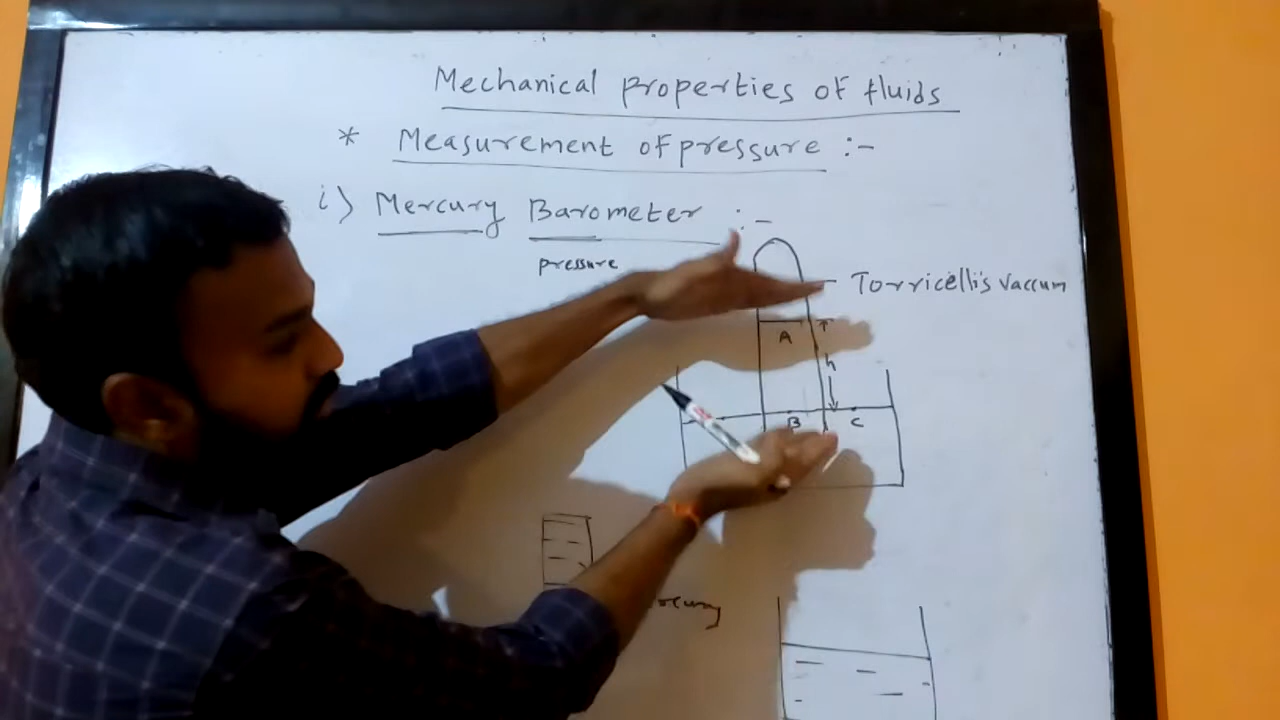 Mechanical properties of fluids
* Measurement of pressure :-
i) Mercury Barometer :-
pressure
Torricelli's vaccum
A
h
B
C